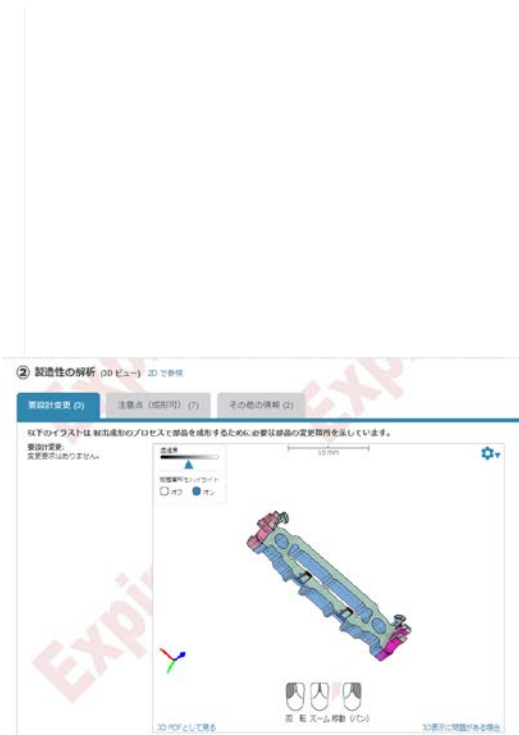 ② 製造性の解析 (3D ビュー) 2D で参照
要設計変更 (0) 注意点 (成形可) (7) その他の情報 (2)
以下のイラストは 射出成形のプロセスで部品を成形するために必要な部品の変更箇所を示しています。
要設計変更:
変更要求はありません。
透過度
10 mm
問題箇所をハイライト
オフ オン
回 転 ズーム 移動 (パン)
3D PDFとして見る
3D表示に問題がある場合
Expired